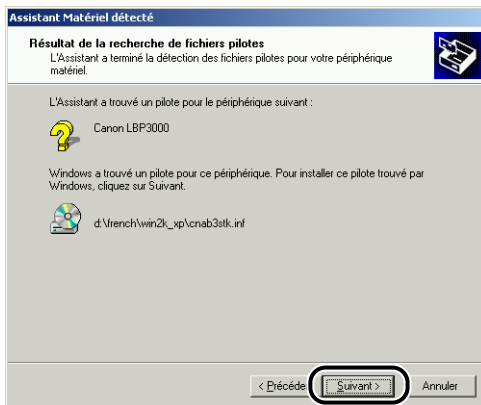 Assistant Matériel détecté
Résultat de la recherche de fichiers pilotes
L'Assistant a terminé la détection des fichiers pilotes pour votre périphérique
matériel.
L'Assistant a trouvé un pilote pour le périphérique suivant :
Canon LBP3000
Windows a trouvé un pilote pour ce périphérique. Pour installer ce pilote trouvé par
Windows, cliquez sur Suivant.
d:\french\win2k_xp\cnab3stk.inf
< Précéde Suivant > Annuler